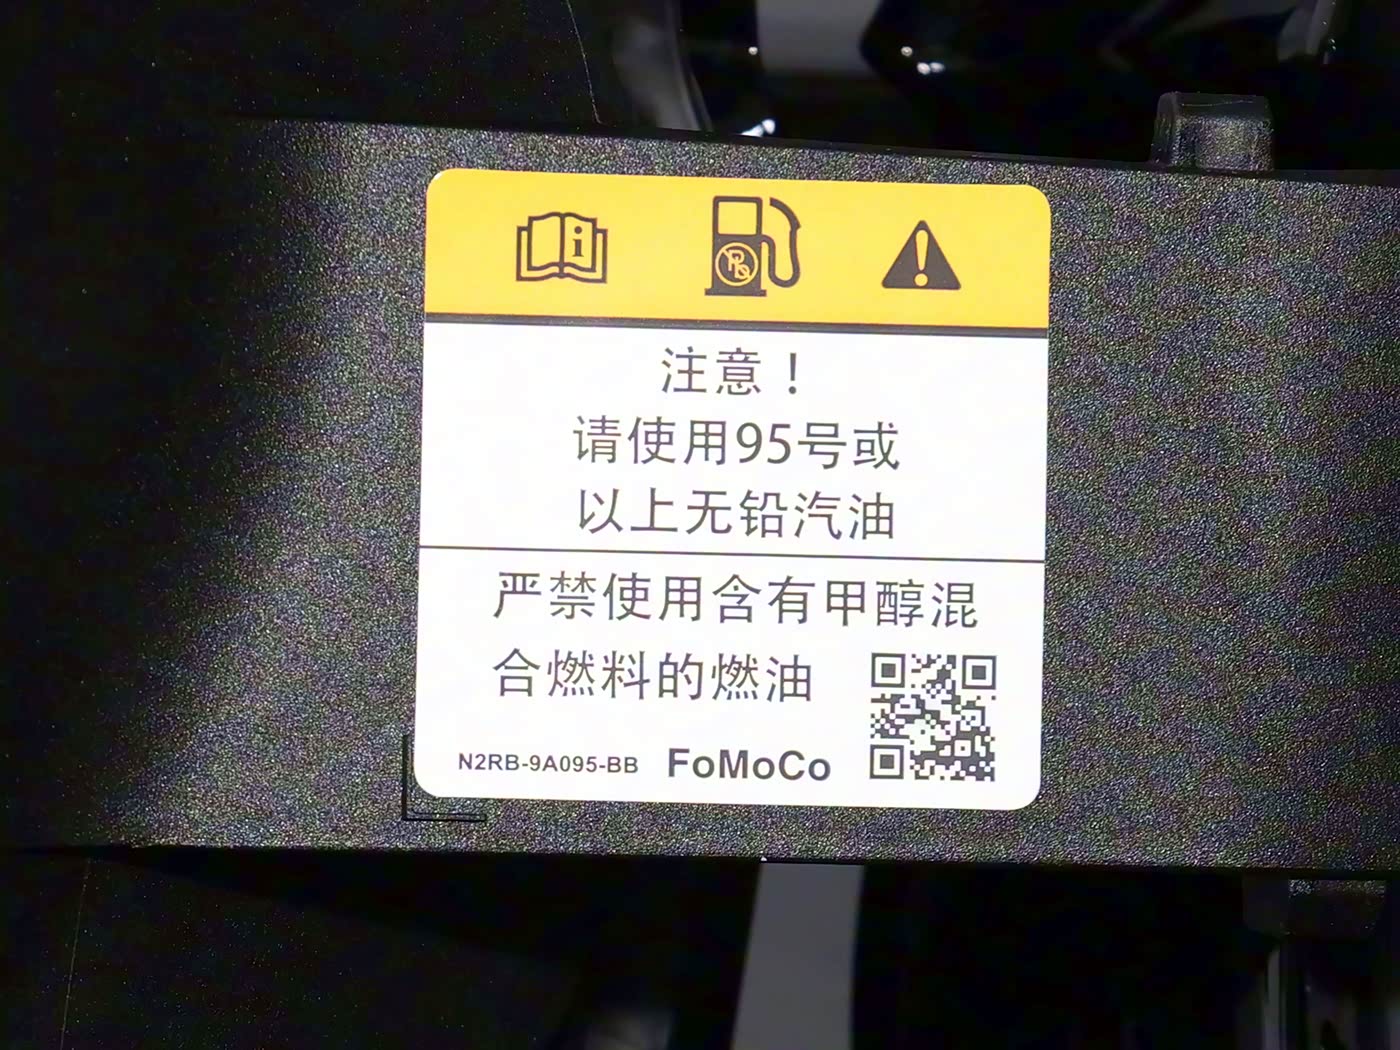 注意！
请使用95号或
以上无铅汽油
严禁使用含有甲醇混
合燃料的燃油
N2RB-9A095-BB FoMoCo